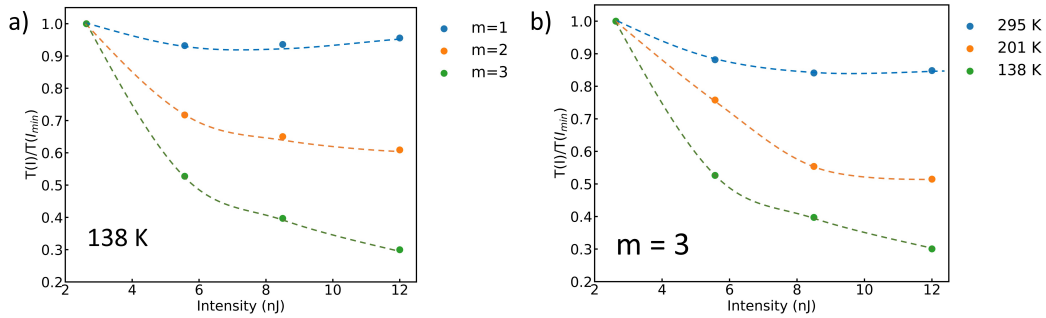 a)
1.0
0.9
0.8
0.7
0.6
0.5
0.4
0.3
0.2
T(I)/T(I_min)
2
4
6
8
10
12
Intensity (nJ)
138 K
m=1
m=2
m=3
b)
1.0
0.9
0.8
0.7
0.6
0.5
0.4
0.3
0.2
T(I)/T(I_min)
2
4
6
8
10
12
Intensity (nJ)
m = 3
295 K
201 K
138 K